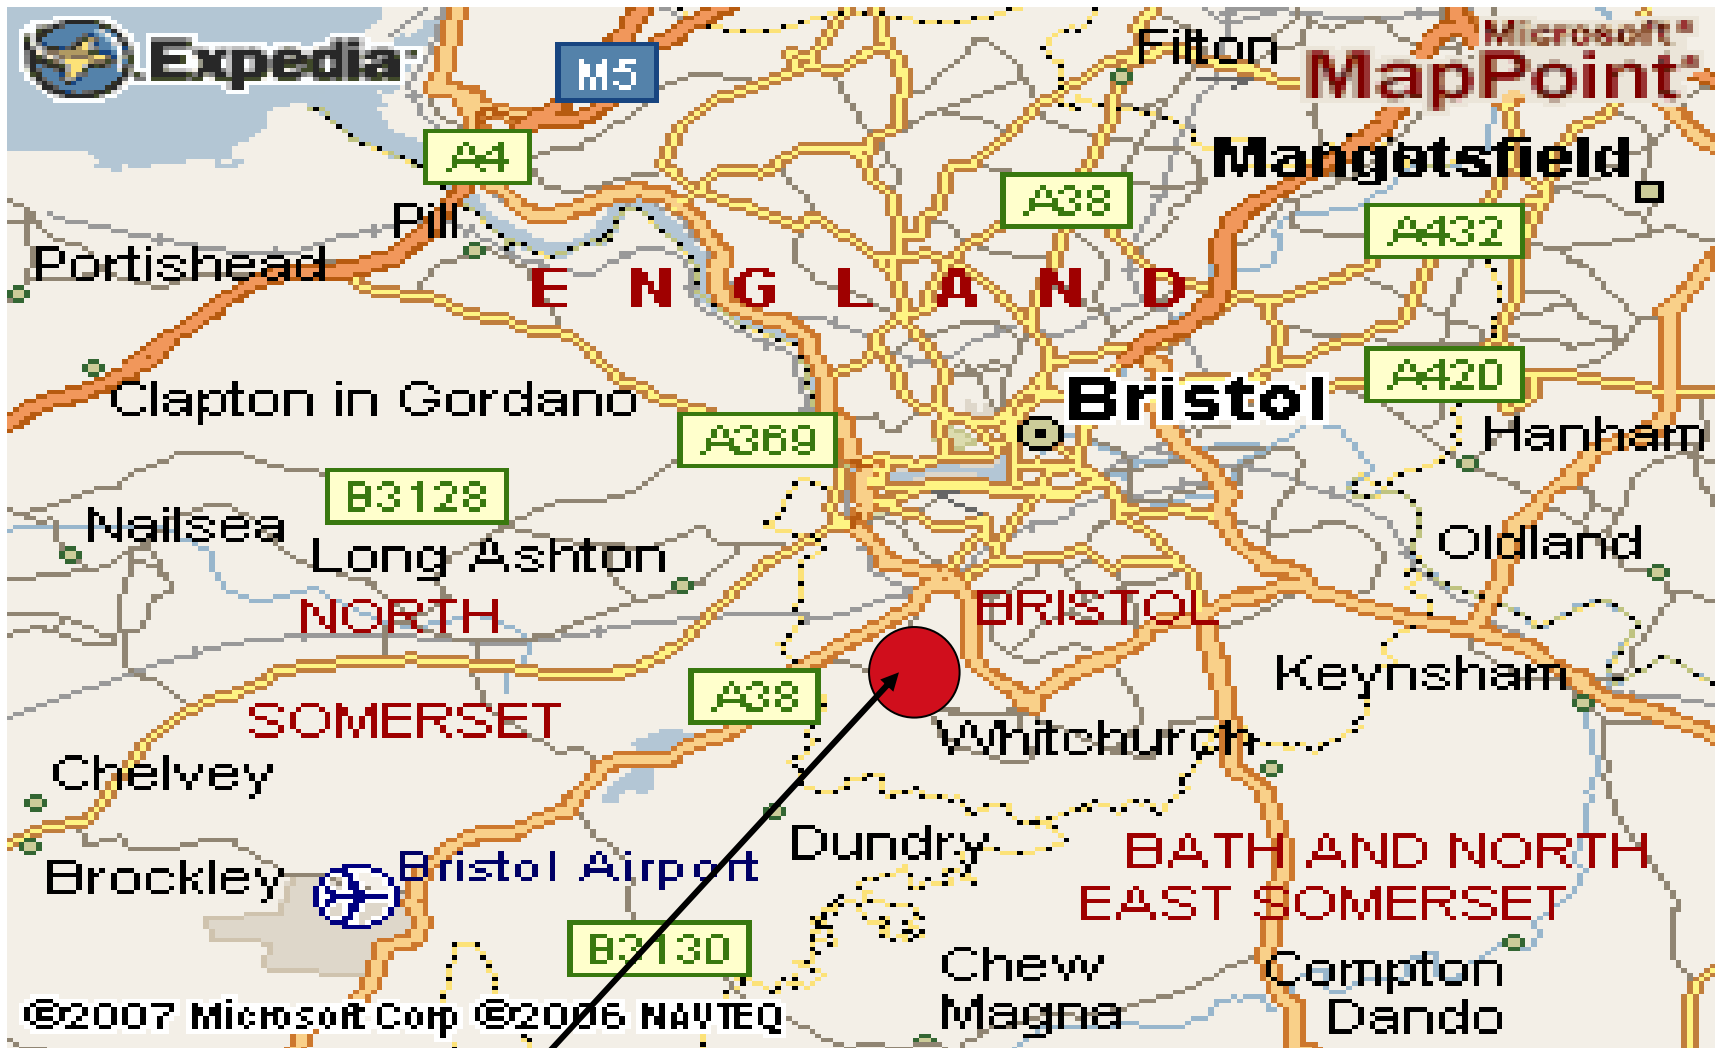 Expedia
M5
Filton
Microsoft
MapPoint
A4
Mangotsfield
A38
Pill
A432
Portishead
ENGLAND
Clapton in Gordano
Bristol
A420
A369
Hanham
B3128
Nailsea
Long Ashton
Oldland
NORTH
BRISTOL
Keynsham
A38
SOMERSET
Whitchurch
Chelvey
Dundry
BATH AND NORTH
Brockley
Bristol Airport
EAST SOMERSET
B3130
Chew
Magna
Compton
Dando
©2007 Microsoft Corp ©2006 NAVTEQ